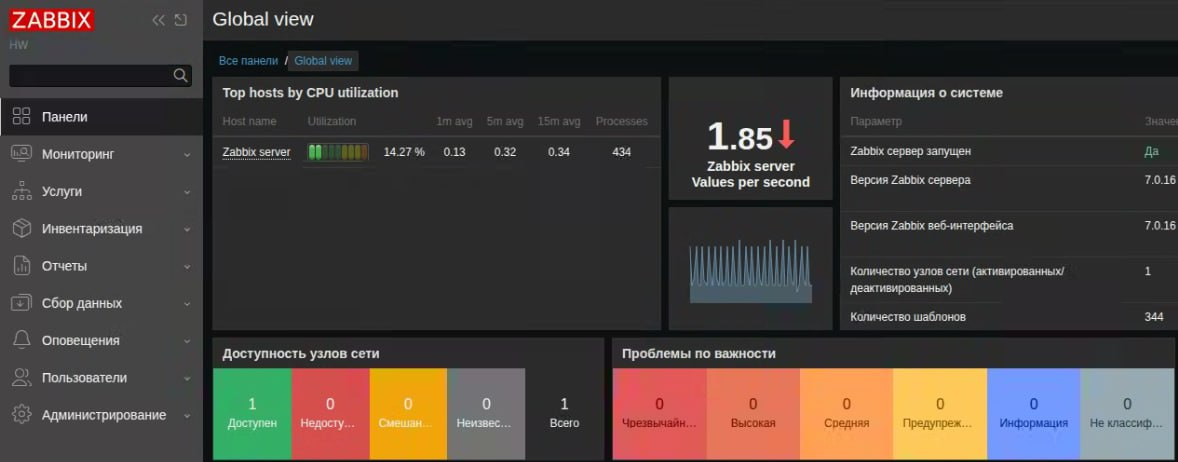 ZABBIX
HW
Панели
Мониторинг
Услуги
Инвентаризация
Отчеты
Сбор данных
Оповещения
Пользователи
Администрирование
Global view
Все панели / Global view
Top hosts by CPU utilization
Host name Utilization 1m avg 5m avg 15m avg Processes
Zabbix server 14.27 % 0.13 0.32 0.34 434
1.85
Zabbix server
Values per second
Информация о системе
Параметр Значе
Zabbix сервер запущен Да
Версия Zabbix сервера 7.0.16
Версия Zabbix веб-интерфейса 7.0.16
Количество узлов сети (активированных/ 1
деактивированных)
Количество шаблонов 344
Доступность узлов сети
1 0 0 0 1
Доступен Недосту... Смешан... Неизвес... Всего
Проблемы по важности
0 0 0 0 0 0
Чрезвычайн... Высокая Средняя Предупреж... Информация Не классиф...